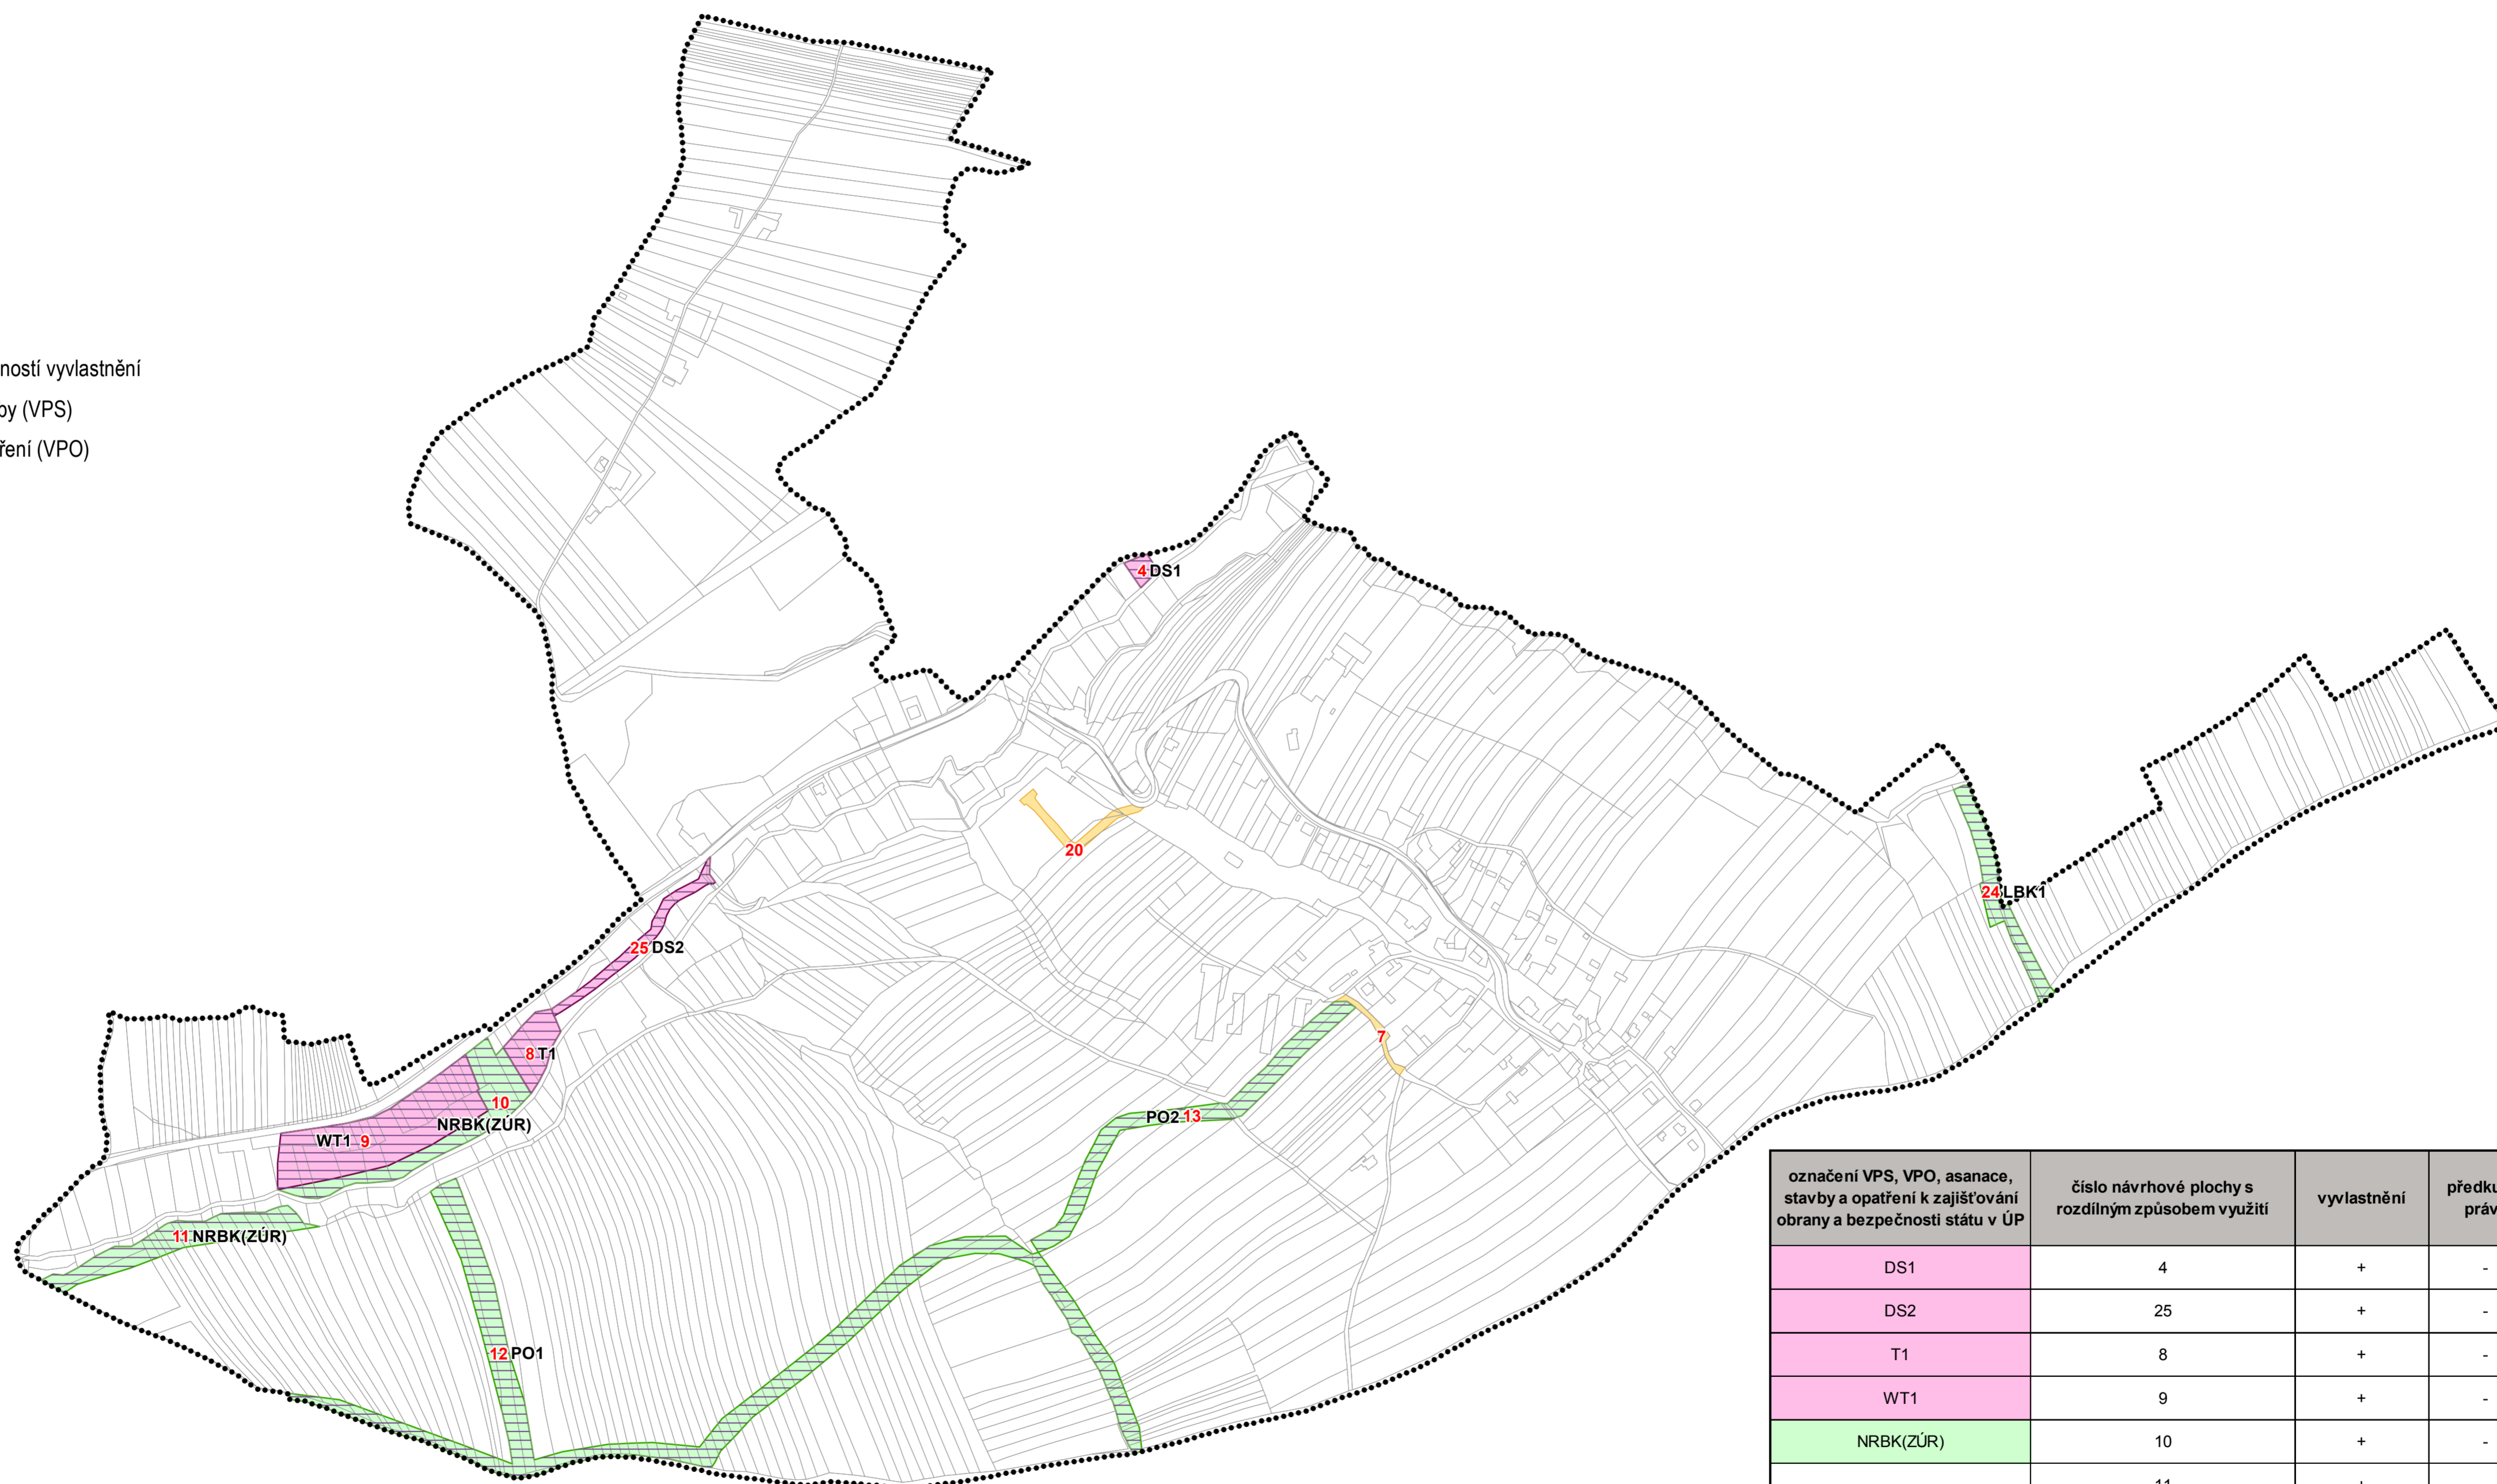 ností vyvlastnění
by (VPS)
ření (VPO)
4 DS1
20
24 LBK1
25 DS2
8 T1
10
NRBK(ZÚR)
WT1 9
7
PO2 13
11 NRBK(ZÚR)
12 PO1
označení VPS, VPO, asanace, stavby a opatření k zajišťování obrany a bezpečnosti státu v ÚP
číslo návrhové plochy s rozdílným způsobem využití
vyvlastnění
předku
práv
DS1 4 + -
DS2 25 + -
T1 8 + -
WT1 9 + -
NRBK(ZÚR) 10 + -